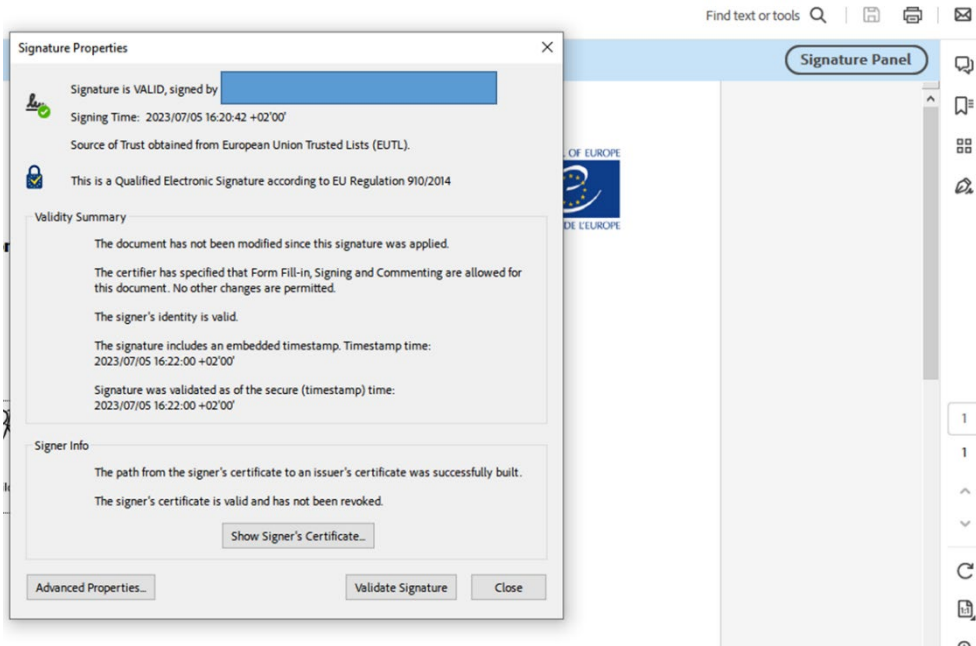 Find text or tools
Signature Properties
Signature Panel
Signature is VALID, signed by
Signing Time: 2023/07/05 16:20:42 +02'00'
Source of Trust obtained from European Union Trusted Lists (EUTL).
OF EUROPE
This is a Qualified Electronic Signature according to EU Regulation 910/2014
DE L'EUROPE
Validity Summary
The document has not been modified since this signature was applied.
The certifier has specified that Form Fill-in, Signing and Commenting are allowed for
this document. No other changes are permitted.
The signer's identity is valid.
The signature includes an embedded timestamp. Timestamp time:
2023/07/05 16:22:00 +02'00'
Signature was validated as of the secure (timestamp) time:
2023/07/05 16:22:00 +02'00'
1
1
Signer Info
The path from the signer's certificate to an issuer's certificate was successfully built.
The signer's certificate is valid and has not been revoked.
Show Signer's Certificate...
Advanced Properties...
Validate Signature
Close